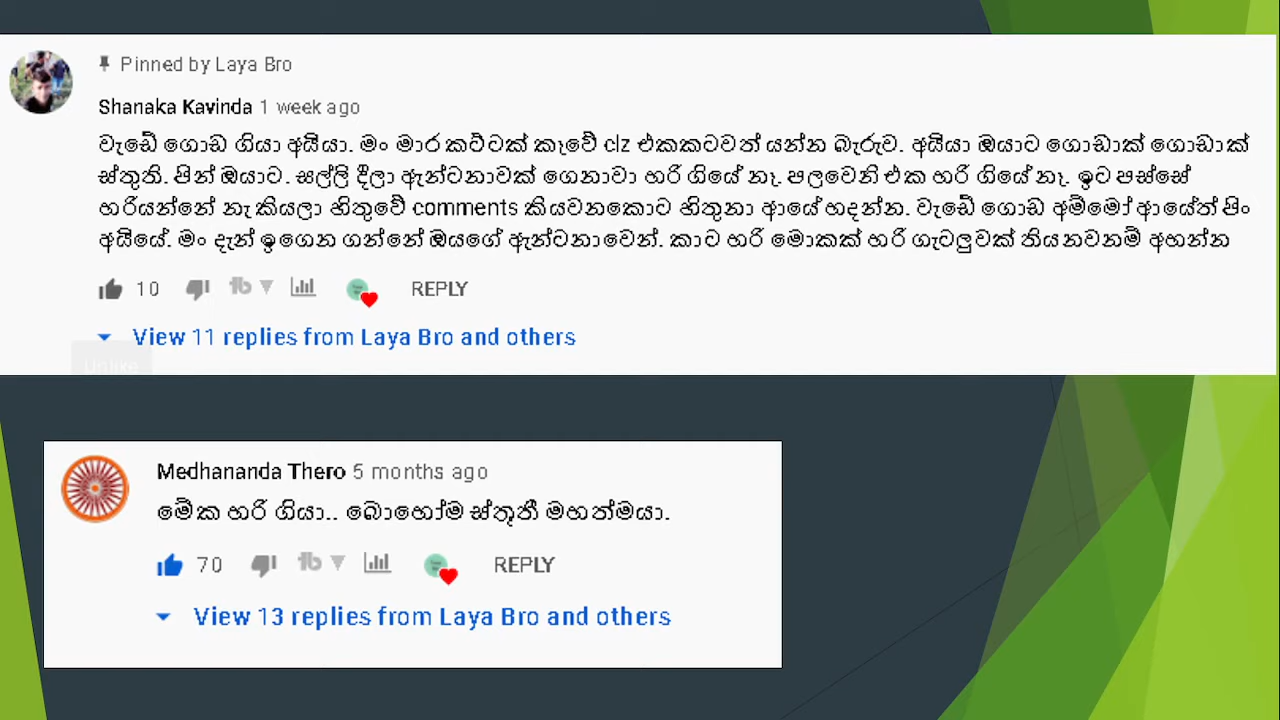 Pinned by Laya Bro
Shanaka Kavinda 1 week ago
වැඩේ ගොඩ ගියා අයියා. මං මාර කට්ටක් කෑවේ clz එකකටවත් යන්න බැරුව. අයියා ඔයාට ගොඩාක් ගොඩාක්
ස්තුති. පින් ඔයාට. සල්ලි දීලා ඇන්ටනාවක් ගෙනාවා හරි ගියේ නෑ. පලවෙනි එක හරි ගියේ නෑ. ඉට පස්සේ
හරියන්නේ නැ කියලා හිතුවේ comments කියවනකොට හිතුනා ආයේ හදන්න. වැඩේ ගොඩ අම්මෝ ආයේත් පිං
අයියේ. මං දැන් ඉගෙන ගන්නේ ඔයගේ ඇන්ටනාවෙන්. කාට හරි මොකක් හරි ගැටලුවක් තියනවනම් අහන්න
10 REPLY
View 11 replies from Laya Bro and others
Unlike
Medhananda Thero 5 months ago
මේක හරි ගියා.. බොහෝම ස්තූතී මහත්මයා.
70 REPLY
View 13 replies from Laya Bro and others